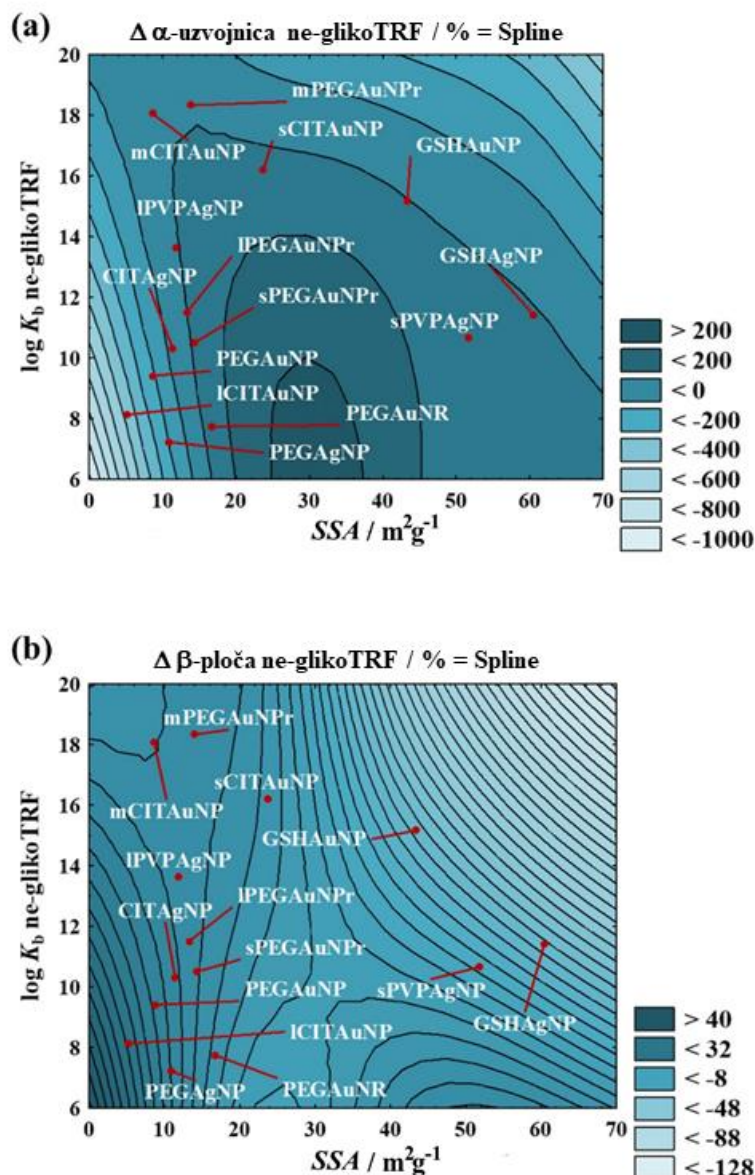 (a)
Δ α-uzvojnica ne-glikoTRF / % = Spline
log K_b ne-glikoTRF
20
18
16
14
12
10
8
6
mPEGAuNPr
mCITAuNP
sCITAuNP
GSHAuNP
lPVPAgNP
lPEGAuNPr
GSHAgNP
CITAgNP
sPEGAuNPr
sPVPAgNP
PEGAuNP
lCITAuNP
PEGAuNR
PEGAgNP
0 10 20 30 40 50 60 70
SSA / m²g⁻¹
> 200
< 200
< 0
< -200
< -400
< -600
< -800
< -1000
(b)
Δ β-ploča ne-glikoTRF / % = Spline
log K_b ne-glikoTRF
20
18
16
14
12
10
8
6
mPEGAuNPr
mCITAuNP
sCITAuNP
GSHAuNP
lPVPAgNP
CITAgNP
lPEGAuNPr
sPEGAuNPr
PEGAuNP
sPVPAgNP
GSHAgNP
lCITAuNP
PEGAgNP
PEGAuNR
0 10 20 30 40 50 60 70
SSA / m²g⁻¹
> 40
< 32
< -8
< -48
< -88
< -128